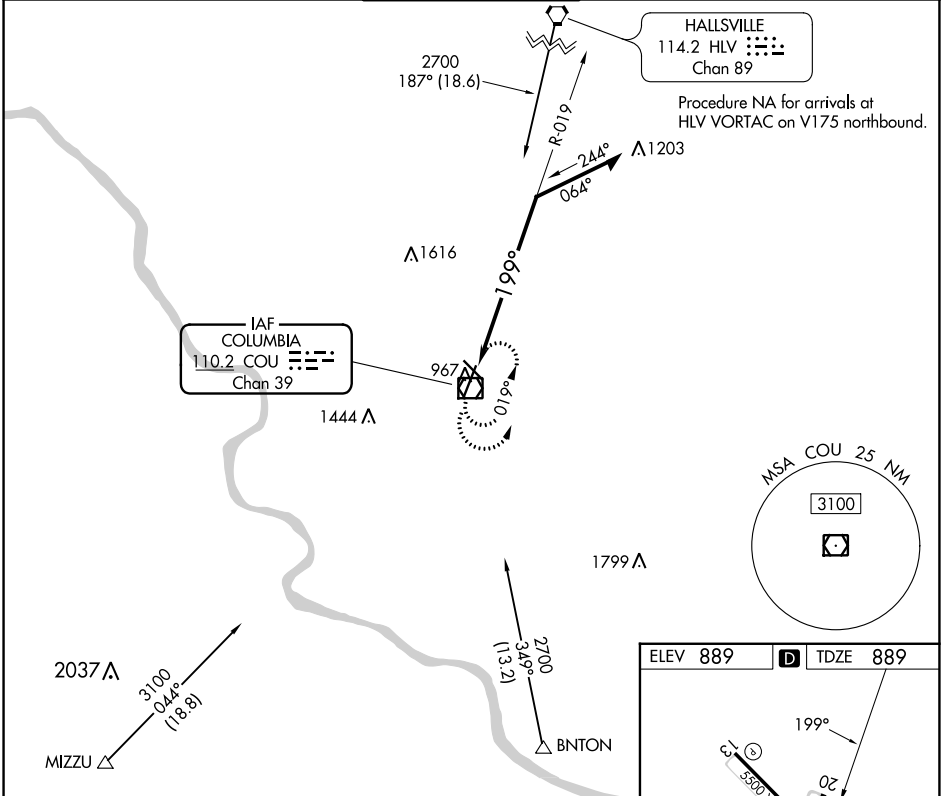 HALLSVILLE
114.2 HLV
Chan 89
2700
187° (18.6)
Procedure NA for arrivals at
HLV VORTAC on V175 northbound.
R-019
1203
244°
064°
1616
199°
IAF
COLUMBIA
110.2 COU
Chan 39
967
019°
1444
MSA COU 25 NM
3100
1799
2037
3100
044°
(18.8)
MIZZU
2700
349°
(13.2)
BNTON
ELEV 889 D TDZE 889
199°
13
P
5500
20